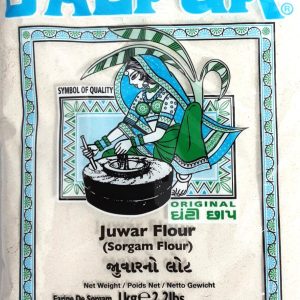 JALPUR®
SYMBOL OF QUALITY
ORIGINAL
ઘંટી છાપ
Juwar Flour
(Sorgam Flour)
જુવારનો લોટ
Net Weight / Poids Net / Netto Gewicht
Farine De Sorgam 1kg℮2.2lbs